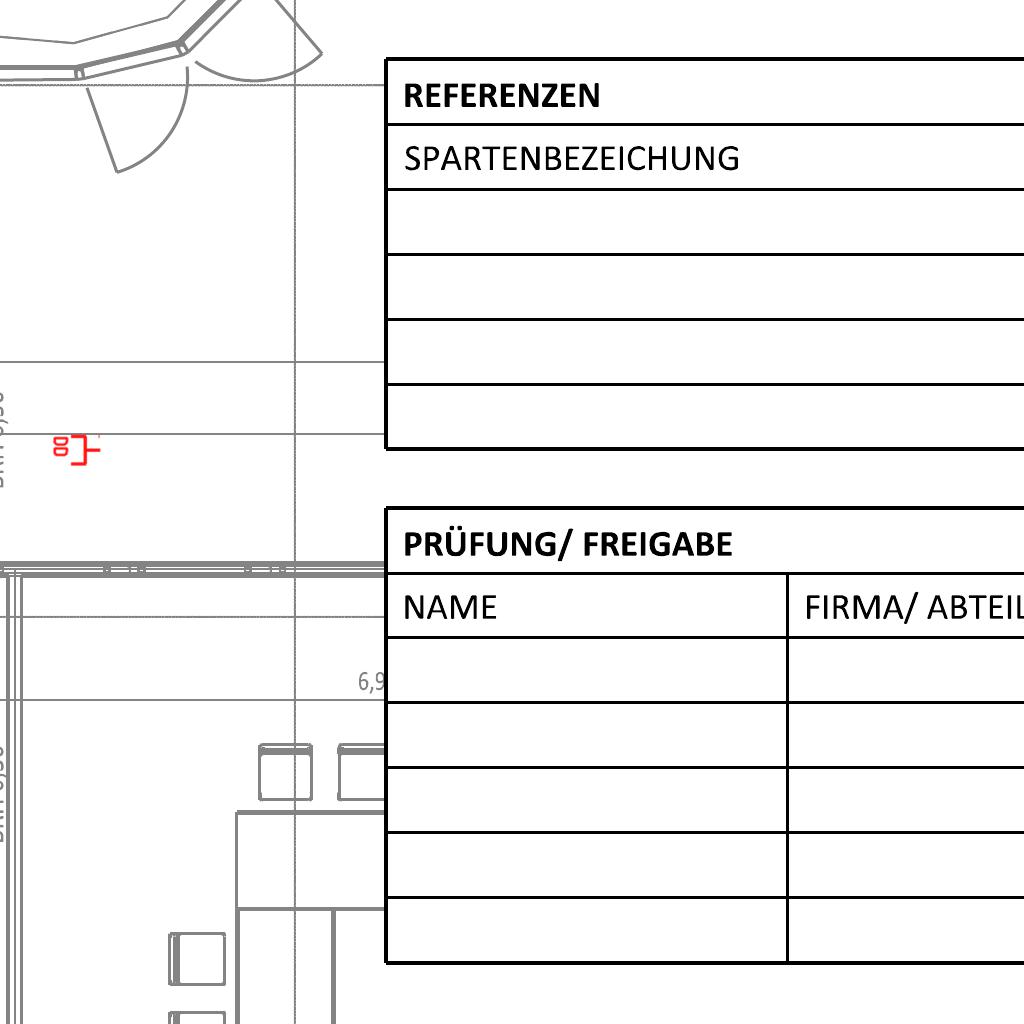 REFERENZEN
SPARTENBEZEICHUNG
PRÜFUNG/ FREIGABE
NAME
FIRMA/ ABTEIL
6,9